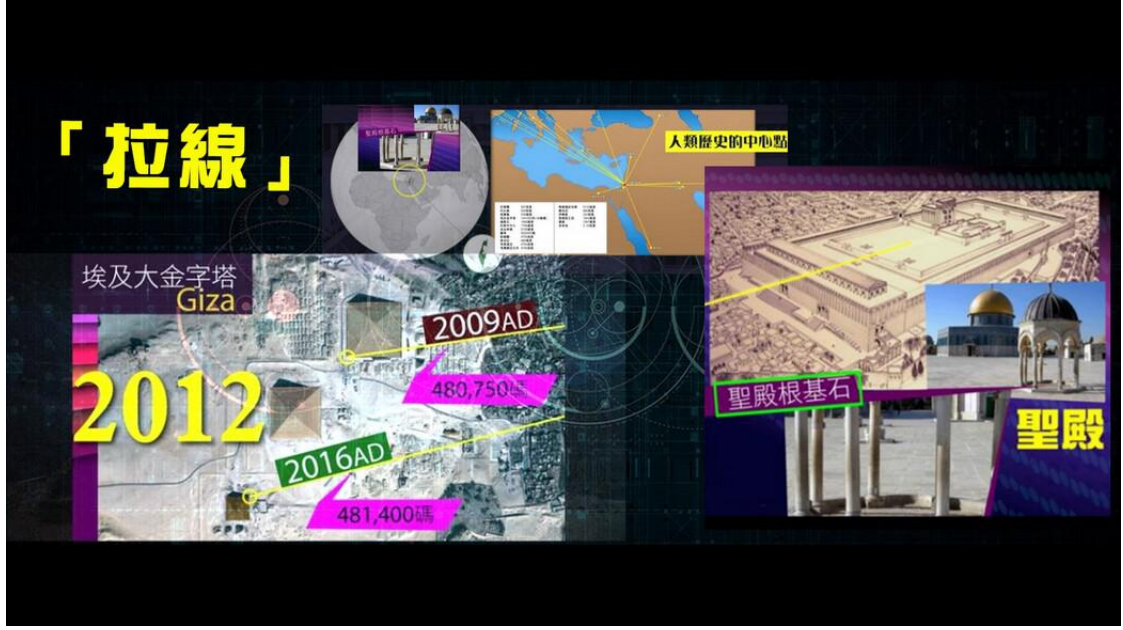 「拉線」
聖殿根基石
人類歷史的中心點
埃及大金字塔
Giza
2009AD
480,750碼
2012
2016AD
481,400碼
聖殿根基石
聖殿